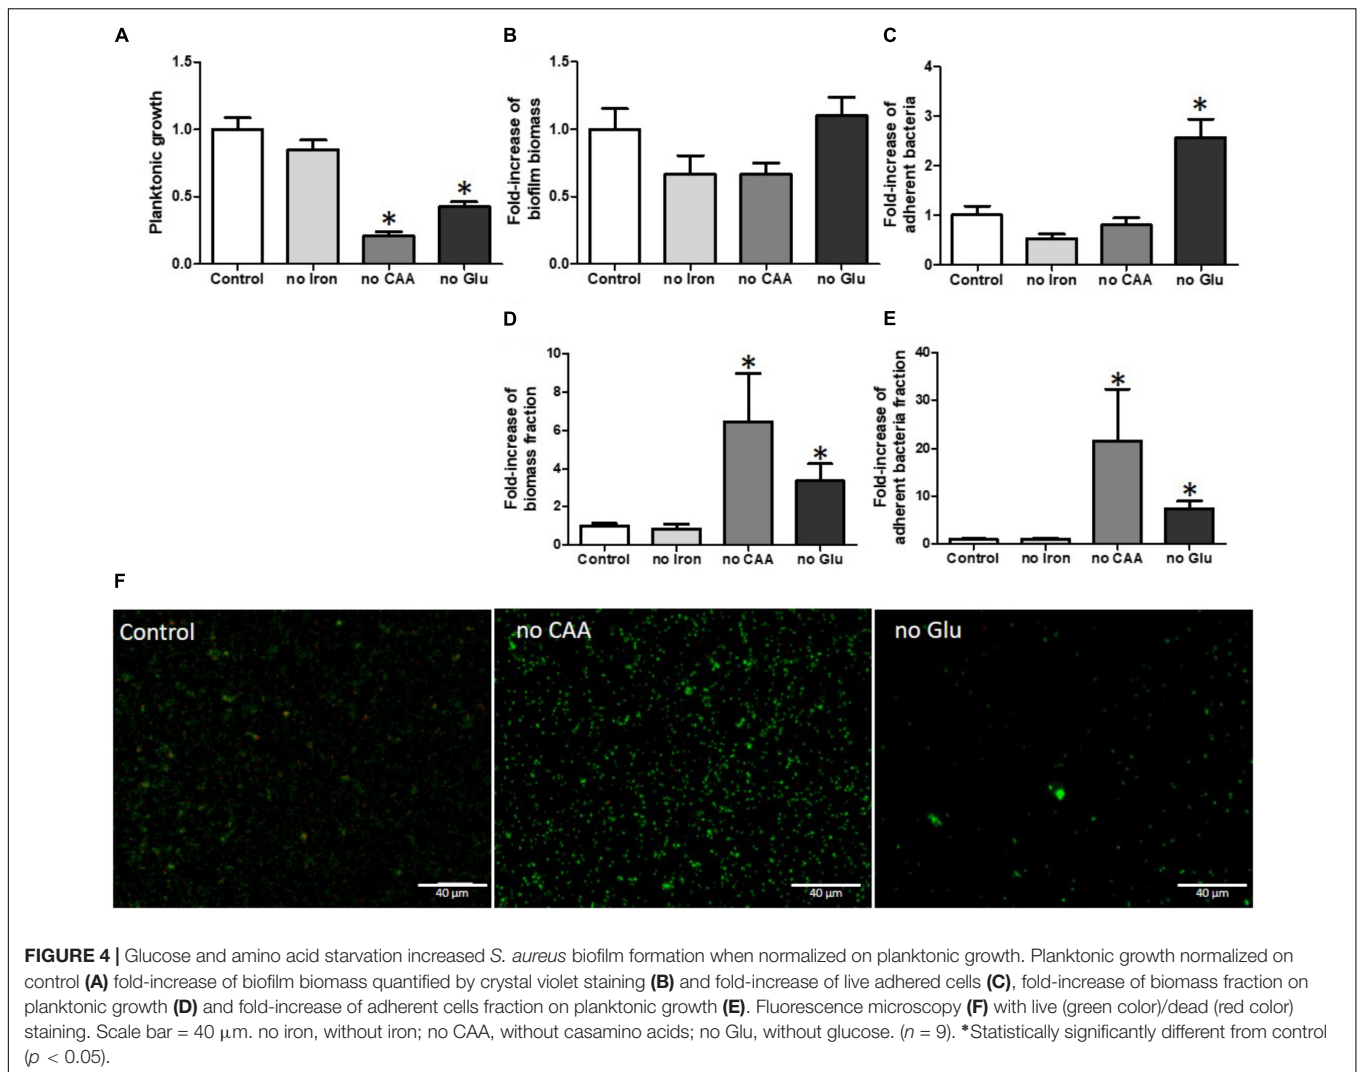 A
Planktonic growth
1.5
1.0
0.5
0.0
Control no Iron no CAA no Glu
*
*
B
Fold-increase of
biofilm biomass
1.5
1.0
0.5
0.0
Control no Iron no CAA no Glu
C
Fold-increase of
adherent bacteria
4
3
2
1
0
Control no Iron no CAA no Glu
*
D
Fold-increase of
biomass fraction
10
8
6
4
2
0
Control no Iron no CAA no Glu
*
*
E
Fold-increase of
adherent bacteria fraction
40
30
20
10
0
Control no Iron no CAA no Glu
*
*
F
Control
40 µm
no CAA
40 µm
no Glu
40 µm
FIGURE 4 | Glucose and amino acid starvation increased S. aureus biofilm formation when normalized on planktonic growth. Planktonic growth normalized on
control (A) fold-increase of biofilm biomass quantified by crystal violet staining (B) and fold-increase of live adhered cells (C), fold-increase of biomass fraction on
planktonic growth (D) and fold-increase of adherent cells fraction on planktonic growth (E). Fluorescence microscopy (F) with live (green color)/dead (red color)
staining. Scale bar = 40 µm. no iron, without iron; no CAA, without casamino acids; no Glu, without glucose. (n = 9). *Statistically significantly different from control
(p < 0.05).